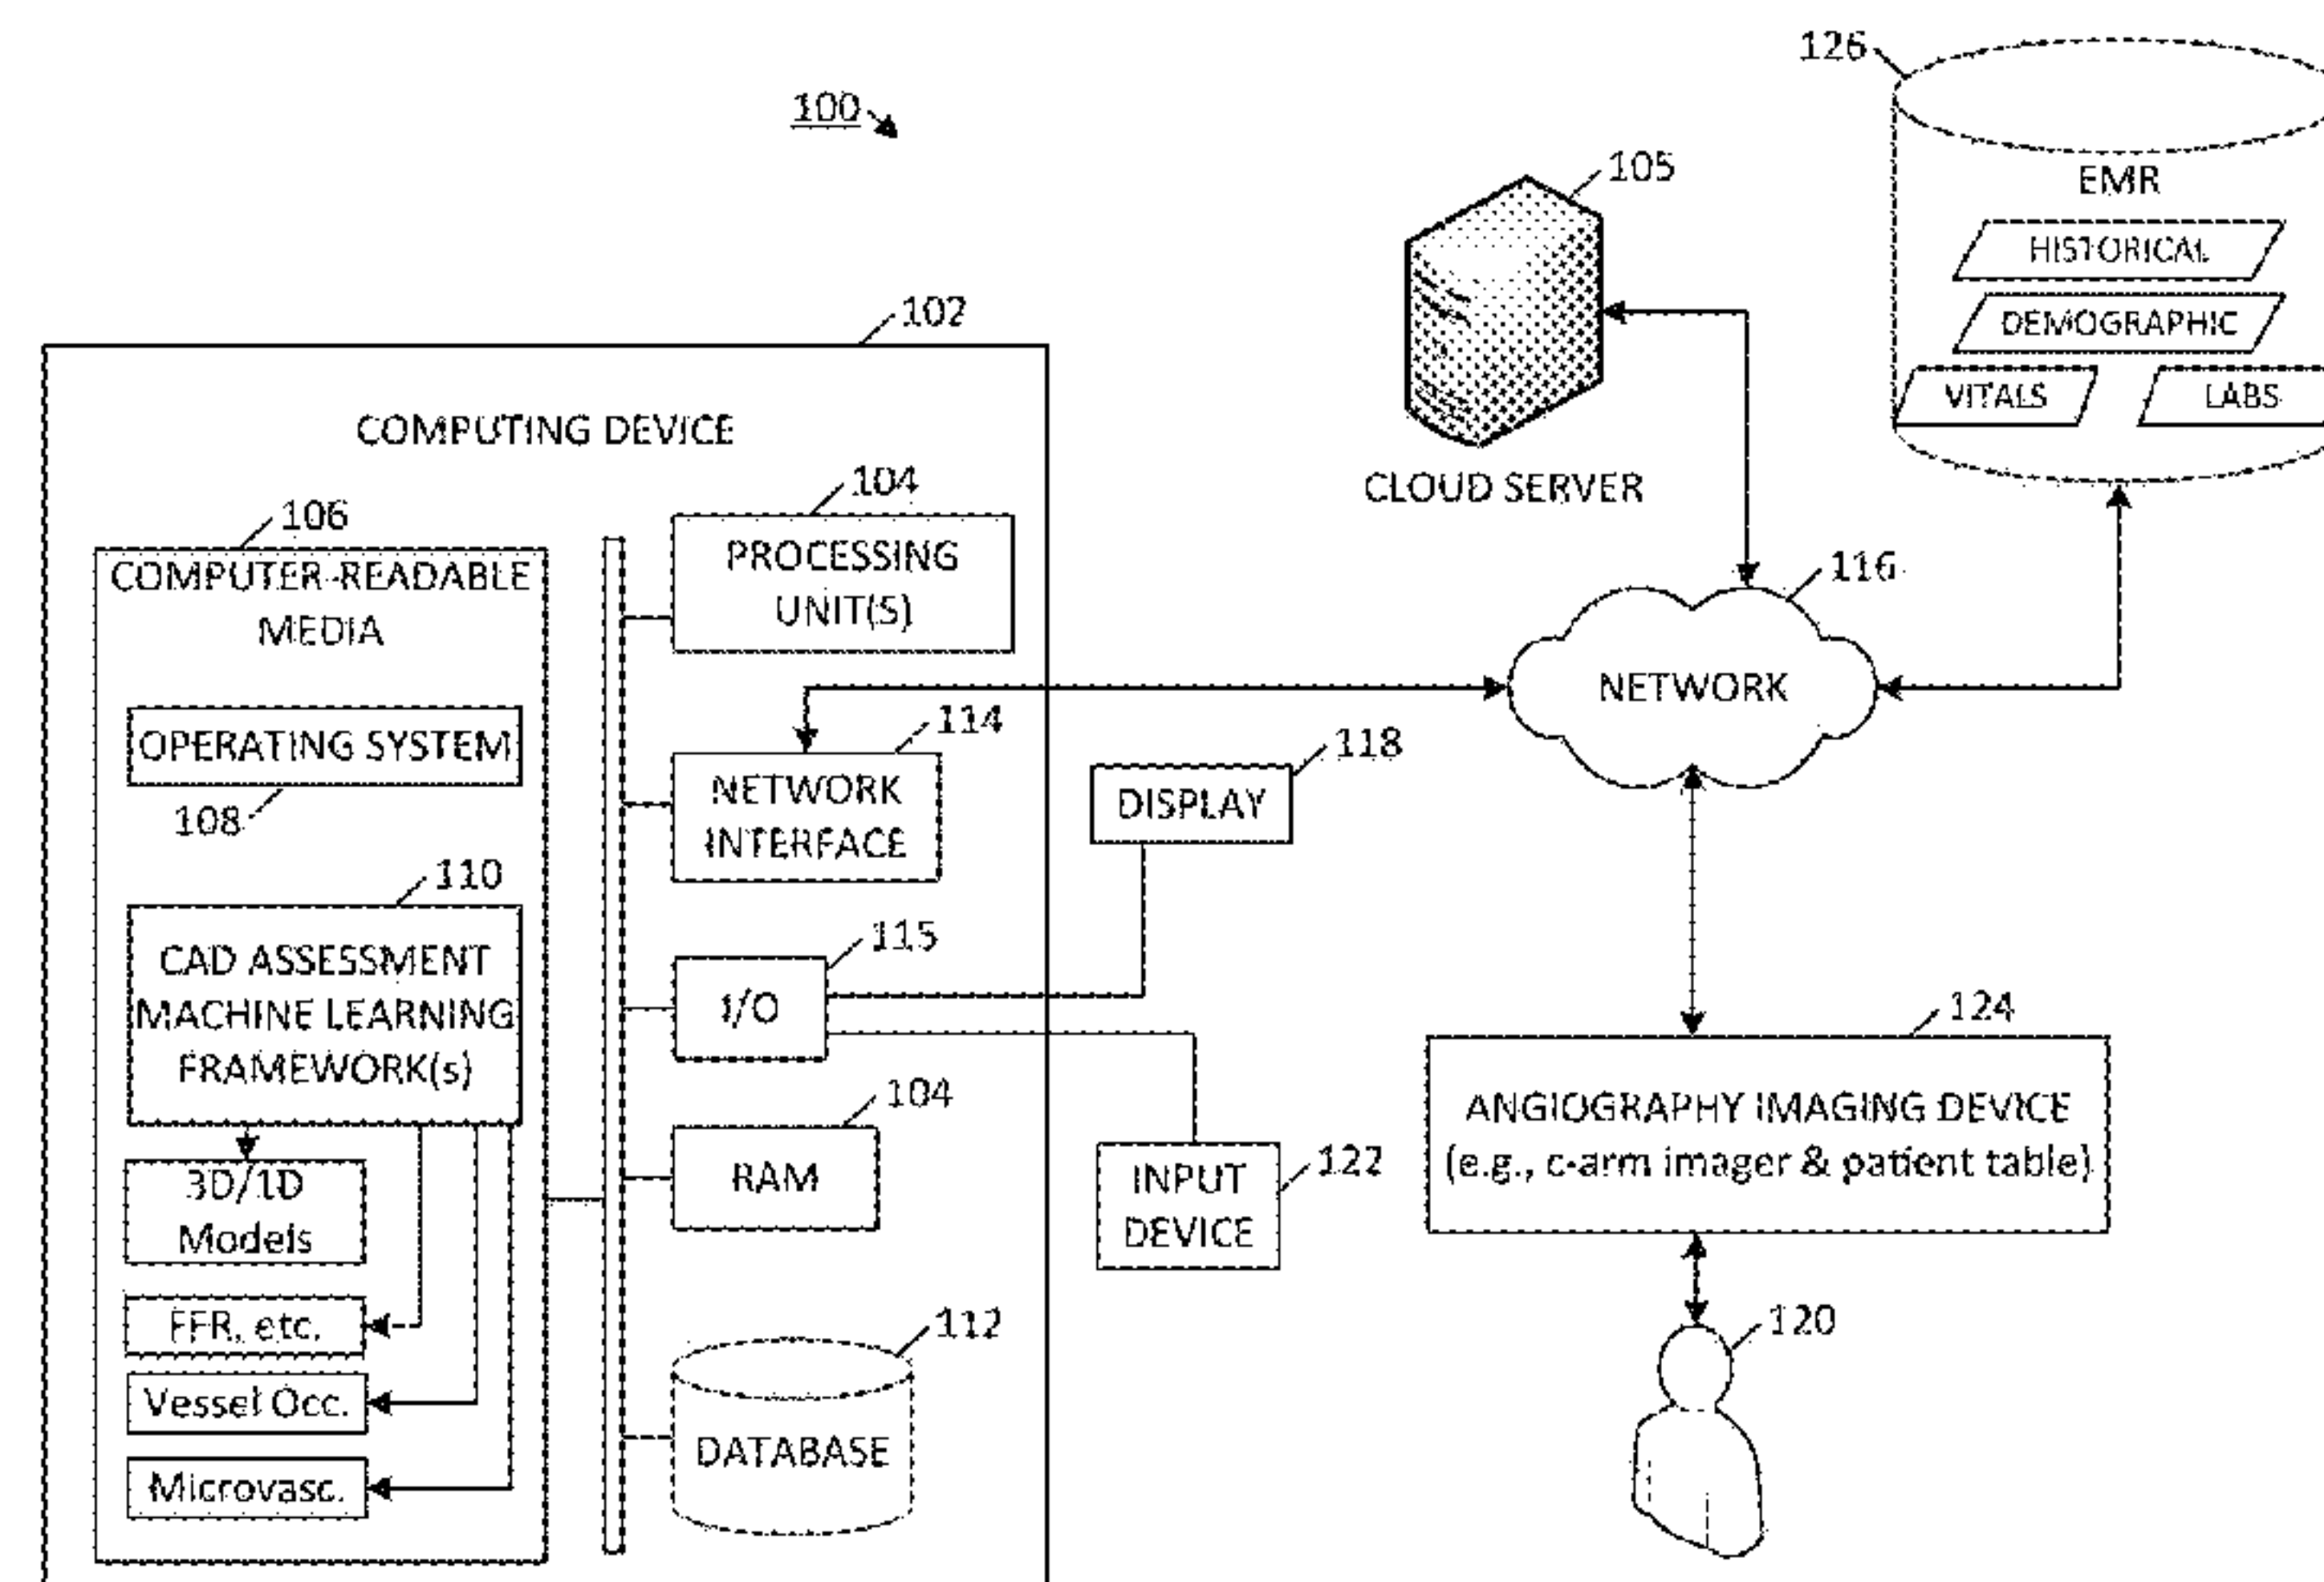 100
126
EMR
HISTORICAL
DEMOGRAPHIC
VITALS
LABS
105
CLOUD SERVER
102
COMPUTING DEVICE
106
COMPUTER-READABLE
MEDIA
OPERATING SYSTEM
108
110
CAD ASSESSMENT
MACHINE LEARNING
FRAMEWORK(s)
3D/1D
Models
FFR, etc.
Vessel Occ.
Microvasc.
104
PROCESSING
UNIT(S)
114
NETWORK
INTERFACE
115
I/O
104
RAM
112
DATABASE
116
NETWORK
118
DISPLAY
122
INPUT
DEVICE
124
ANGIOGRAPHY IMAGING DEVICE
(e.g., c-arm imager & patient table)
120